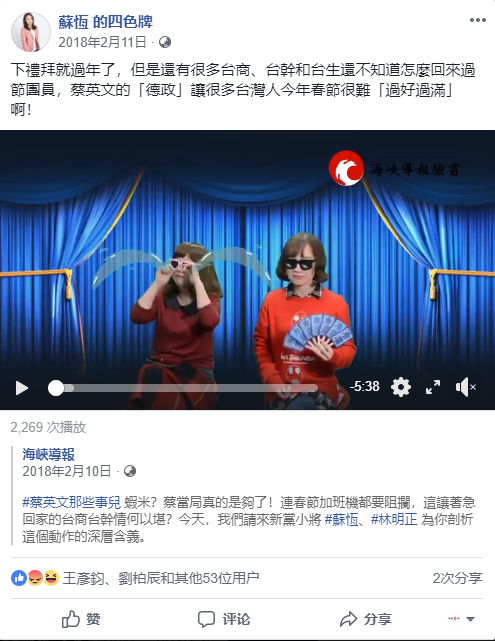 蘇恆 的四色牌
2018年2月11日 ·
下禮拜就過年了，但是還有很多台商、台幹和台生還不知道怎麼回來過
節團員，蔡英文的「德政」讓很多台灣人今年春節很難「過好過滿」
啊！
海峽導報臉書
-5:38
2,269 次播放
海峽導報
2018年2月10日 ·
#蔡英文那些事兒 蝦米？蔡當局真的是夠了！連春節加班機都要阻攔，這讓著急
回家的台商台幹情何以堪？今天，我們請來新黨小將 #蘇恆、#林明正 為你剖析
這個動作的深層含義。
王彥鈞、劉柏辰和其他53位用户
2次分享
赞
评论
分享